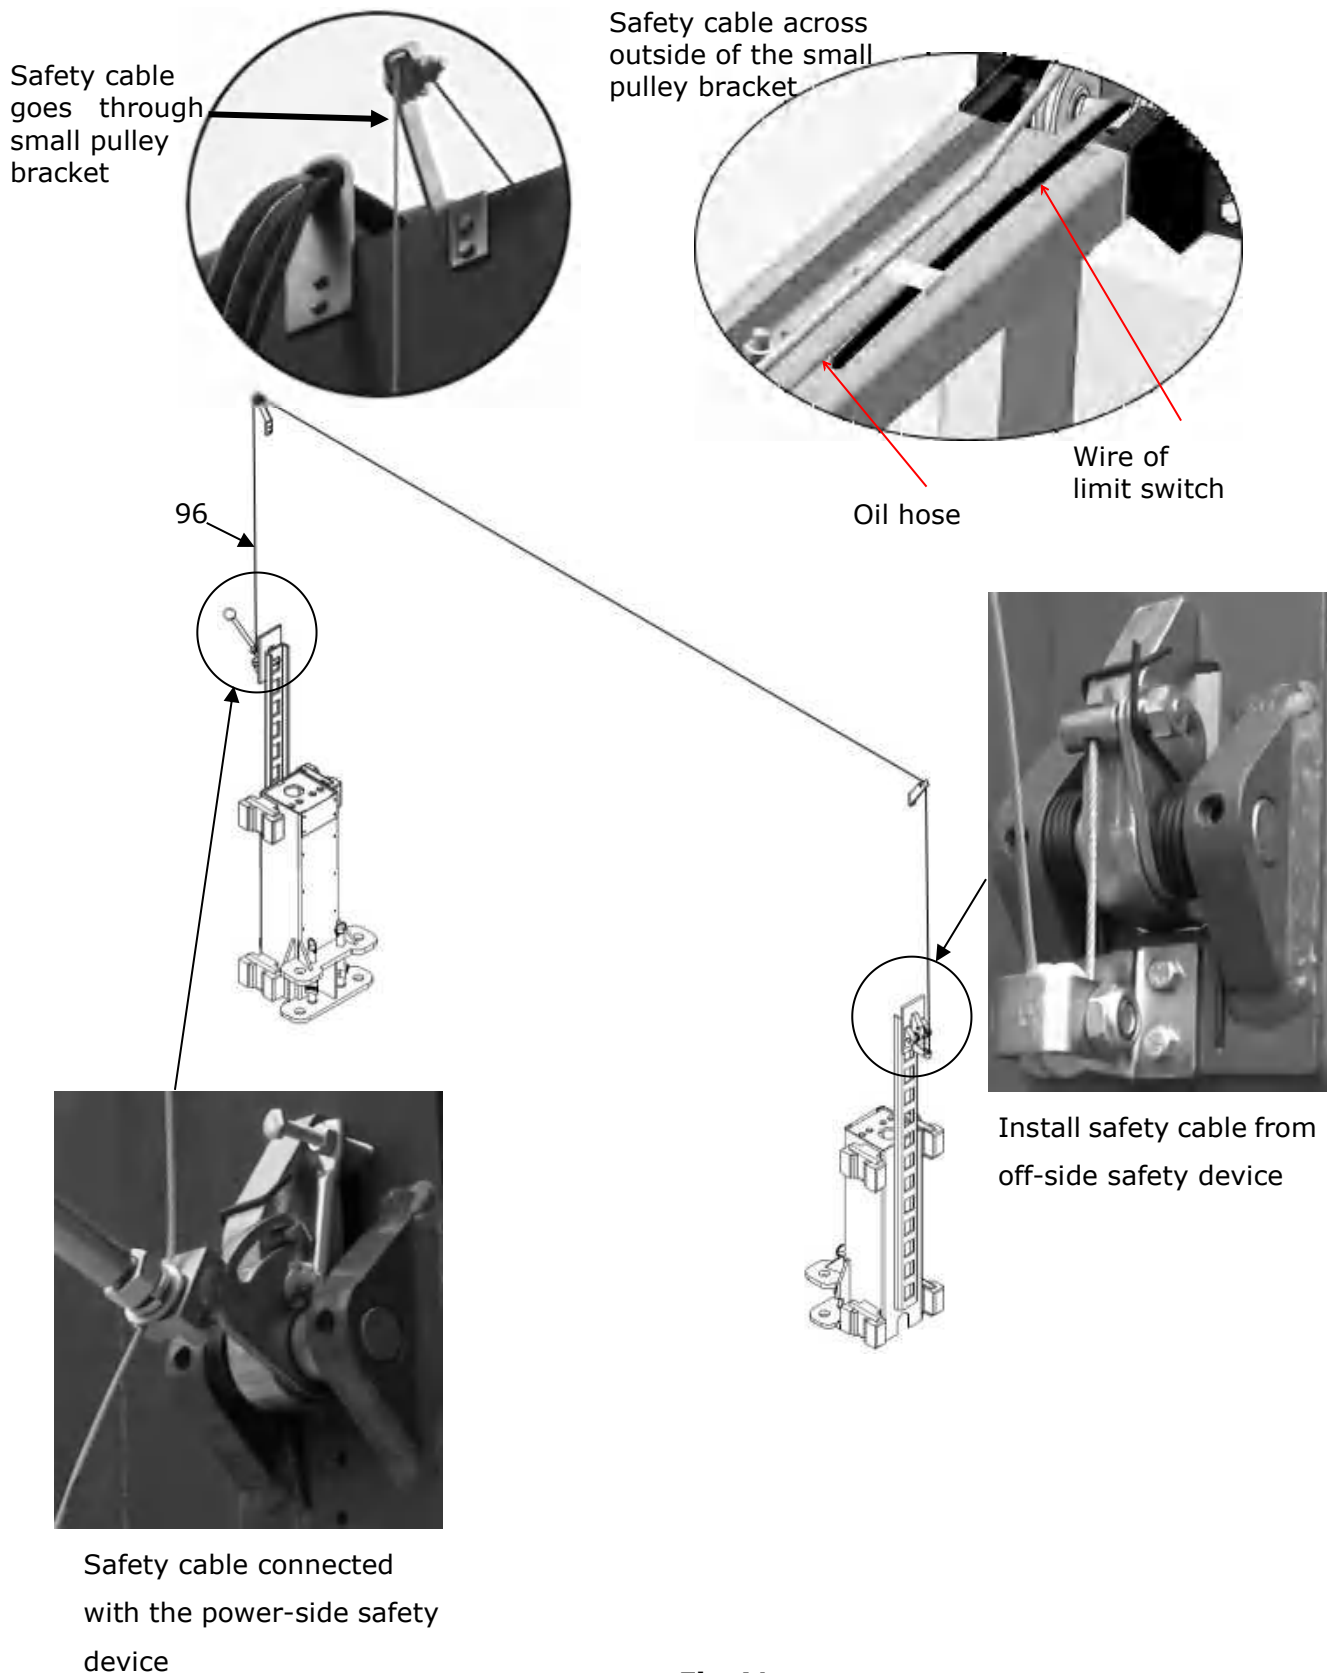 Safety cable
goes through
small pulley
bracket
Safety cable across
outside of the small
pulley bracket
Wire of
limit switch
Oil hose
96
Install safety cable from
off-side safety device
Safety cable connected
with the power-side safety
device